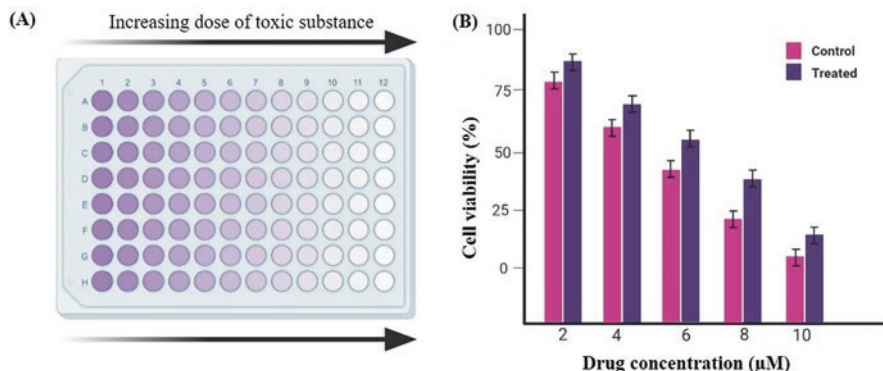 (A)
Increasing dose of toxic substance
1 2 3 4 5 6 7 8 9 10 11 12
A
B
C
D
E
F
G
H
(B)
Control
Treated
Cell viability (%)
100
75
50
25
0
2 4 6 8 10
Drug concentration (μM)